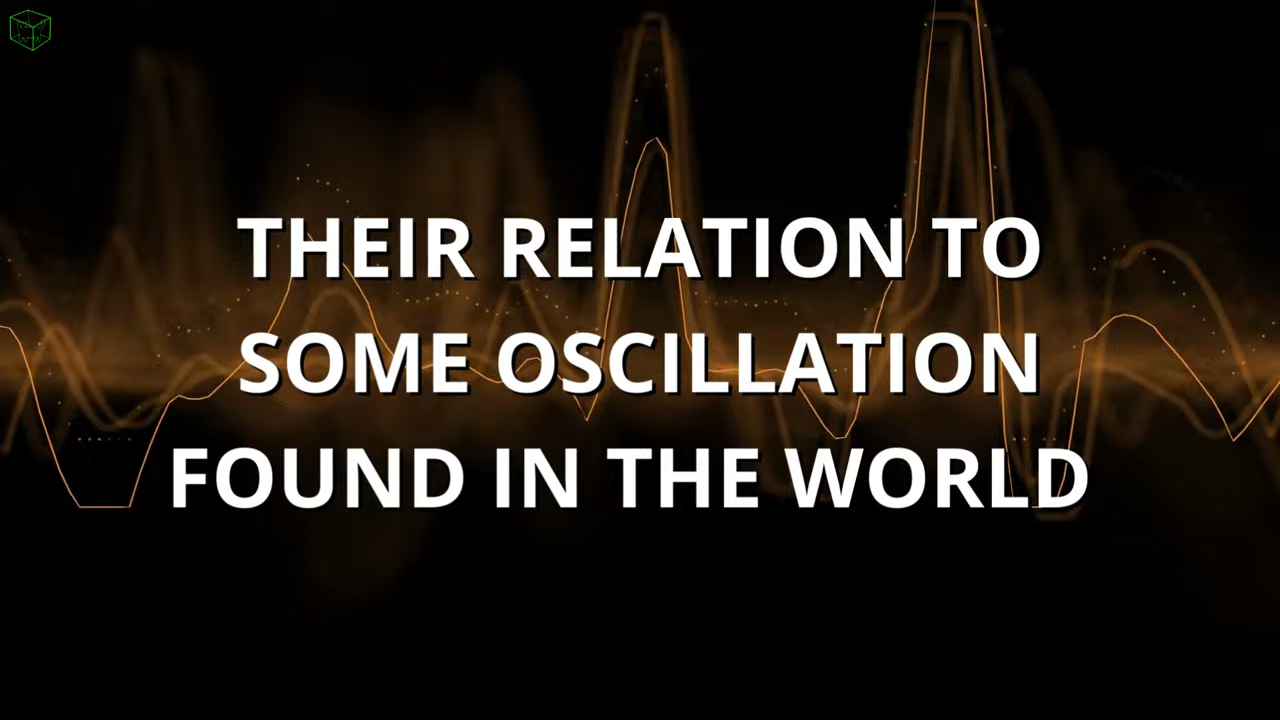 THEIR RELATION TO
SOME OSCILLATION
FOUND IN THE WORLD